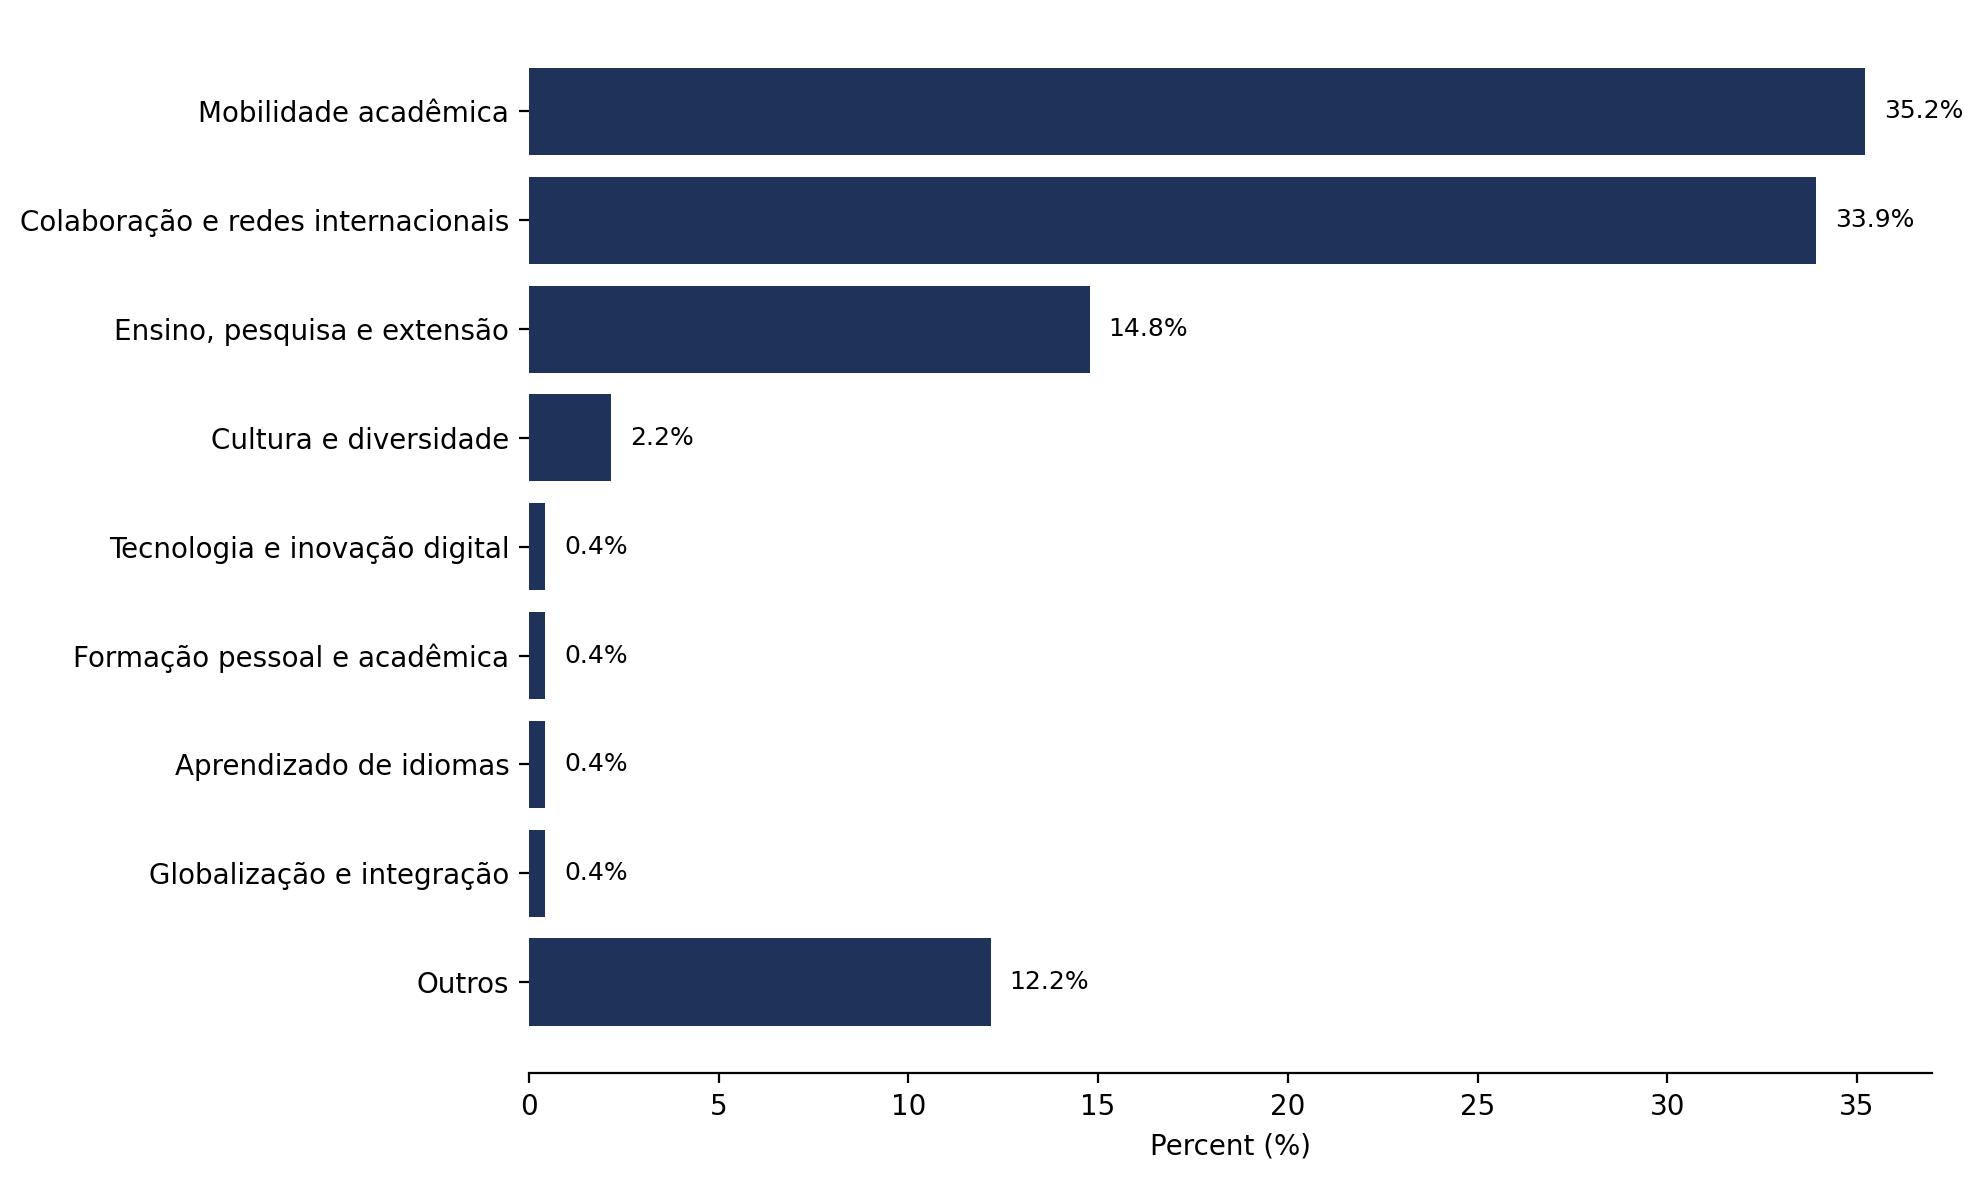 Mobilidade acadêmica
35.2%
Colaboração e redes internacionais
33.9%
Ensino, pesquisa e extensão
14.8%
Cultura e diversidade
2.2%
Tecnologia e inovação digital
0.4%
Formação pessoal e acadêmica
0.4%
Aprendizado de idiomas
0.4%
Globalização e integração
0.4%
Outros
12.2%
0 5 10 15 20 25 30 35
Percent (%)